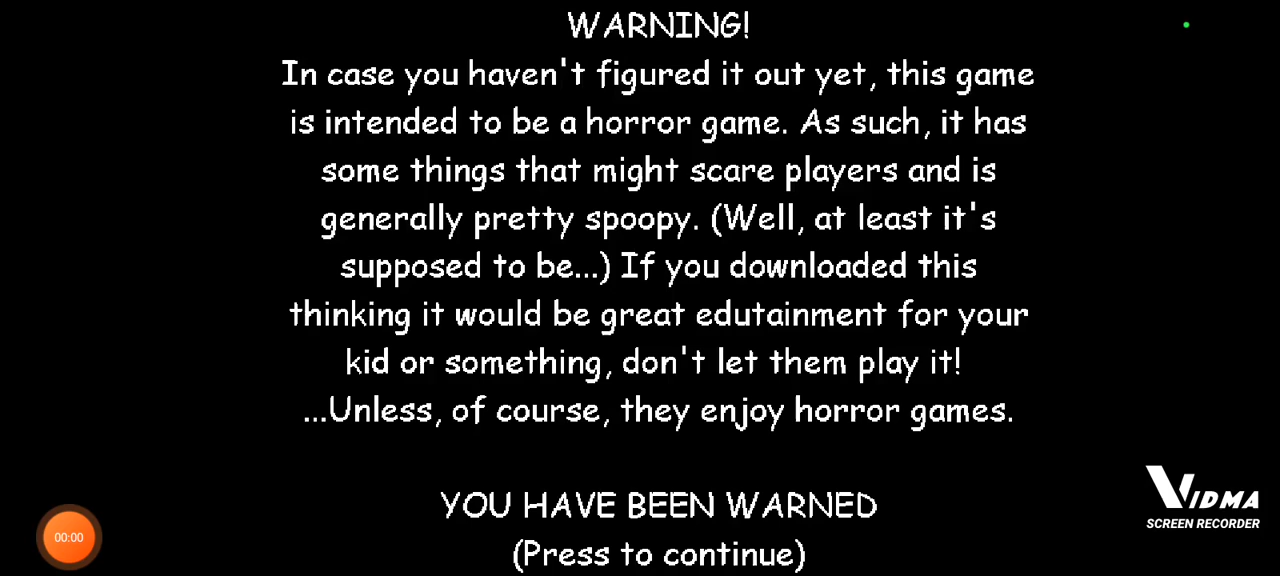 WARNING!
In case you haven't figured it out yet, this game
is intended to be a horror game. As such, it has
some things that might scare players and is
generally pretty spoopy. (Well, at least it's
supposed to be...) If you downloaded this
thinking it would be great edutainment for your
kid or something, don't let them play it!
...Unless, of course, they enjoy horror games.
YOU HAVE BEEN WARNED
(Press to continue)
00:00
VIDMA
SCREEN RECORDER